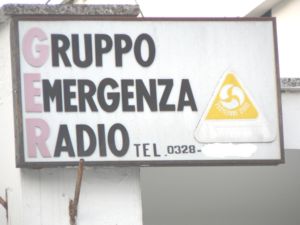 GRUPPO
EMERGENZA
RADIO
TEL. 0328-